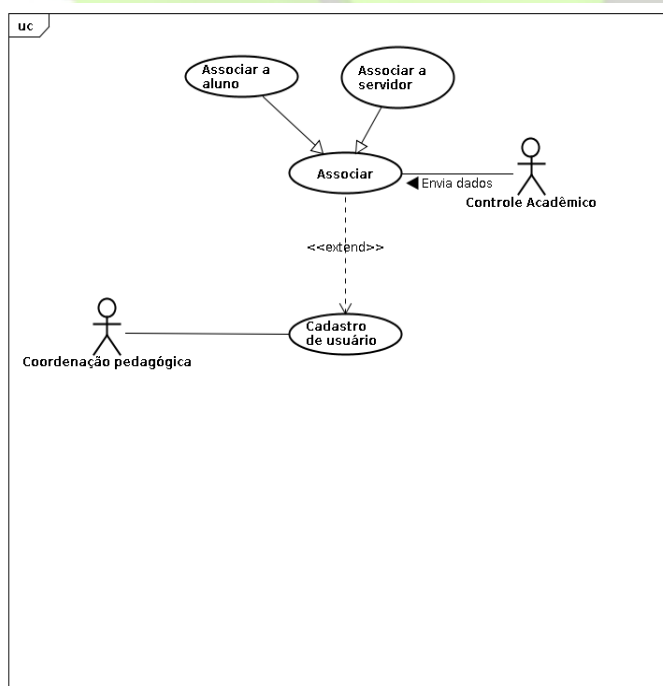 uc
Associar a
aluno
Associar a
servidor
Associar
Envia dados
Controle Acadêmico
<<extend>>
Cadastro
de usuário
Coordenação pedagógica